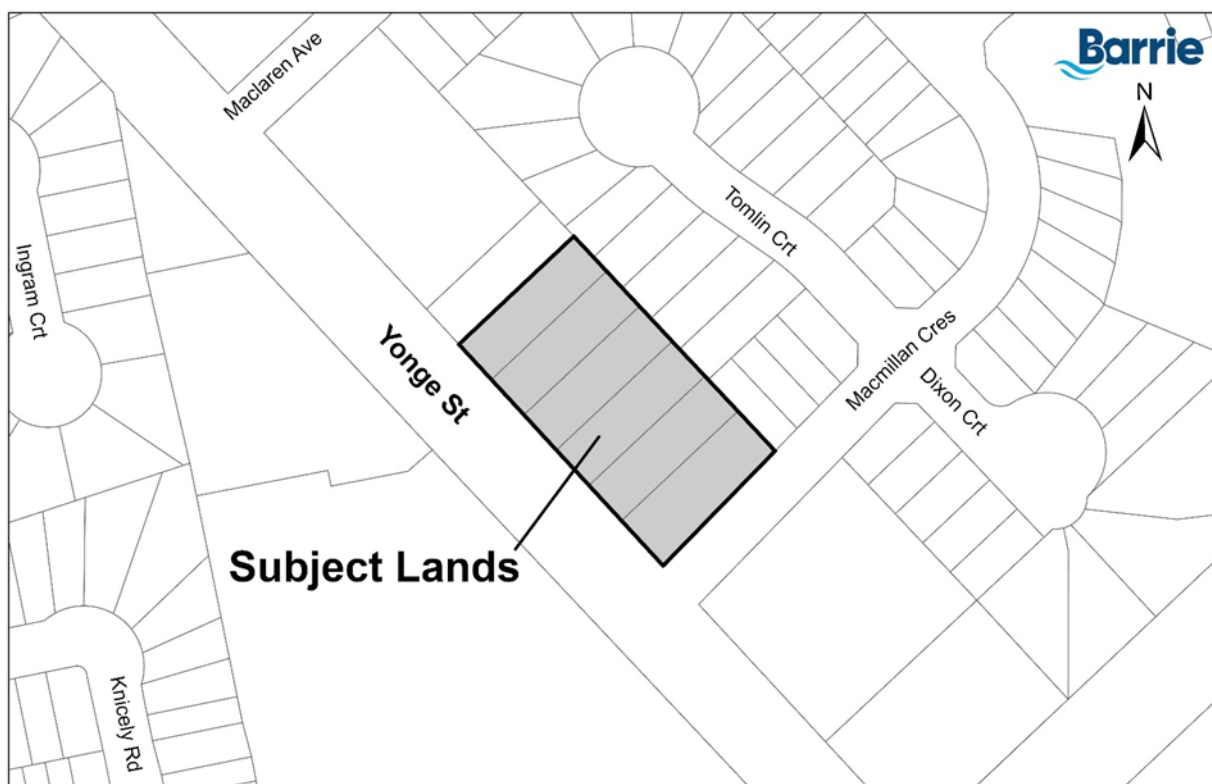 Barrie
N
Maclaren Ave
Tomlin Crt
Ingram Crt
Yonge St
Macmillan Cres
Dixon Crt
Subject Lands
Knicely Rd